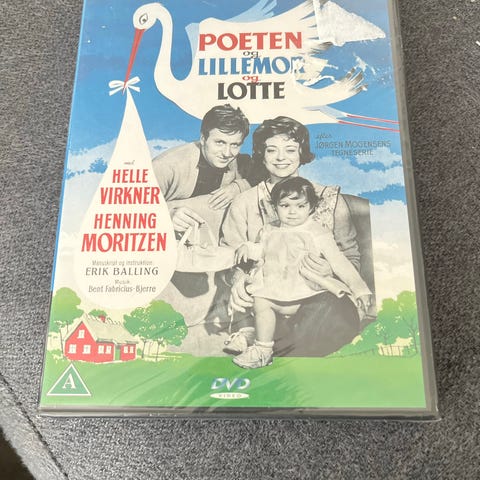 POETEN
og
LILLEMOR
og
LOTTE
efter
JØRGEN MOGENSENS
TEGNESERIE
med
HELLE
VIRKNER
HENNING
MORITZEN
Manuskript og instruktion:
ERIK BALLING
Musik:
Bent Fabricius-Bjerre
A
DVD
VIDEO